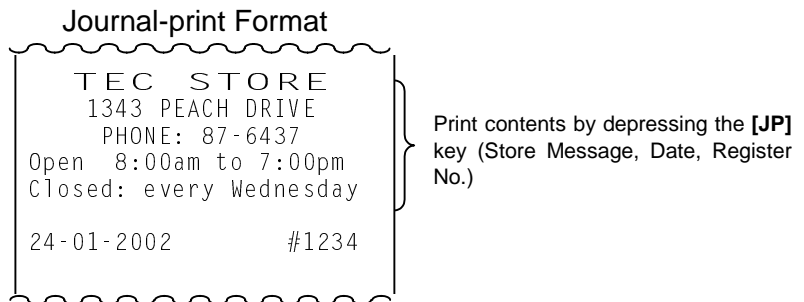 Journal-print Format
TEC STORE
1343 PEACH DRIVE
PHONE: 87-6437
Open 8:00am to 7:00pm
Closed: every Wednesday
24-01-2002 #1234
Print contents by depressing the [JP]
key (Store Message, Date, Register
No.)